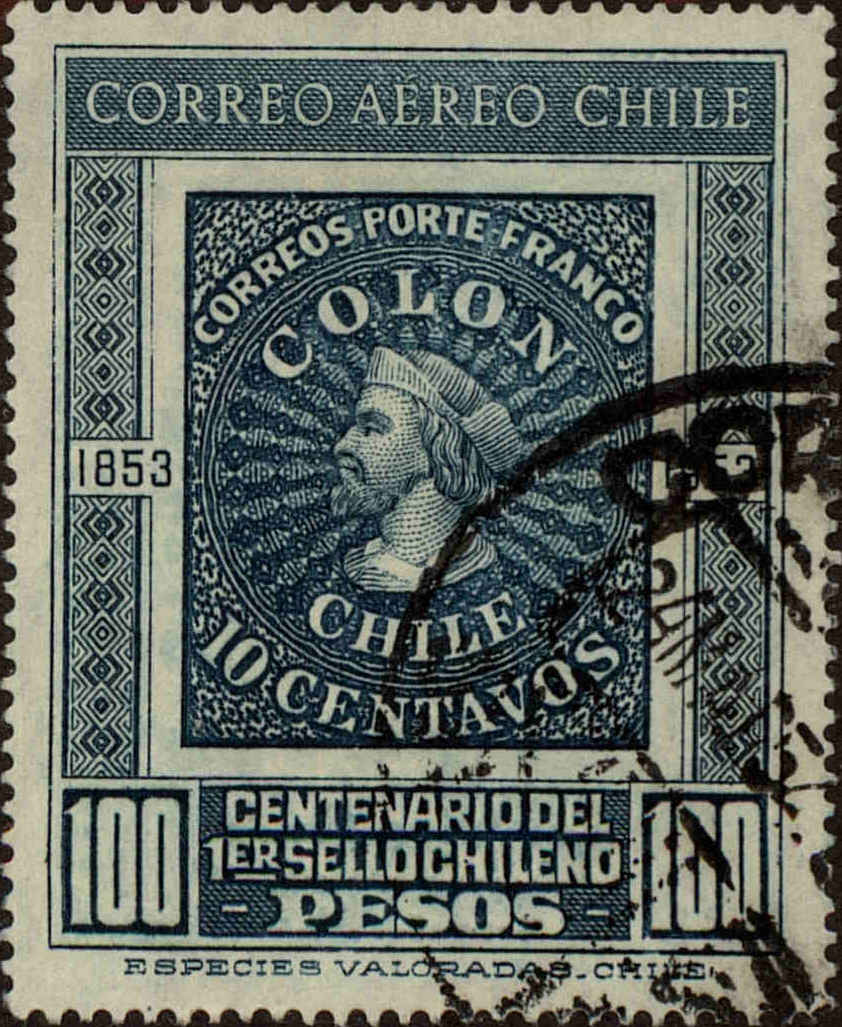 CORREO AÉREO CHILE
CORREOS PORTE FRANCO
COLON
1853
CHILE
10 CENTAVOS
100 CENTENARIO DEL 100
1ER SELLO CHILENO
- PESOS -
ESPECIES VALORADAS - CHILE